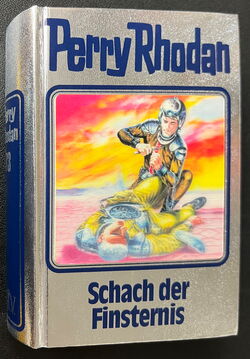 Perry Rhodan
Schach der
Finsternis